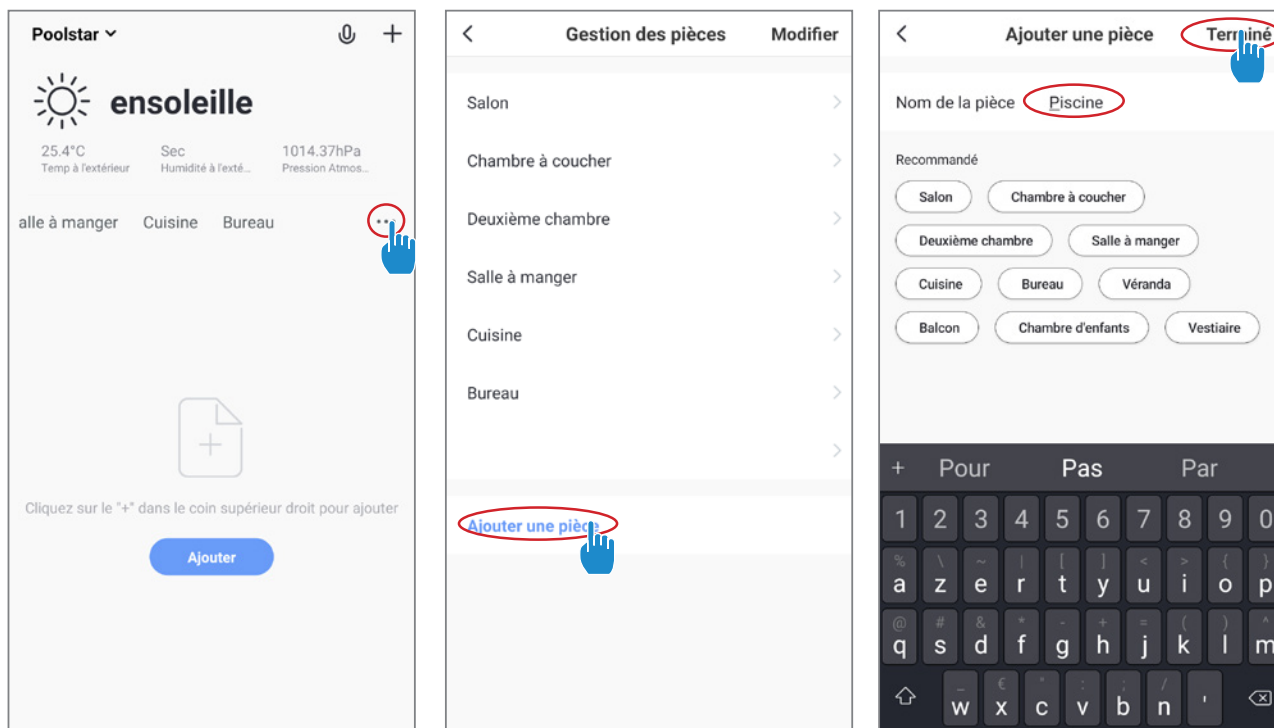 Poolstar
ensoleille
25.4°C Sec 1014.37hPa
Temp à l'extérieur Humidité à l'exté... Pression Atmos...
alle à manger Cuisine Bureau ...
Cliquez sur le "+" dans le coin supérieur droit pour ajouter
Ajouter
Gestion des pièces Modifier
Salon
Chambre à coucher
Deuxième chambre
Salle à manger
Cuisine
Bureau
Ajouter une pièce
Ajouter une pièce Terminé
Nom de la pièce Piscine
Recommandé
Salon Chambre à coucher
Deuxième chambre Salle à manger
Cuisine Bureau Véranda
Balcon Chambre d'enfants Vestiaire
+ Pour Pas Par
1 2 3 4 5 6 7 8 9 0
% \ ~ | [ ] < > { }
a z e r t y u i o p
@ # & * - + = ( ) ^
q s d f g h j k l m
_ € " : ; /
w x c v b n '